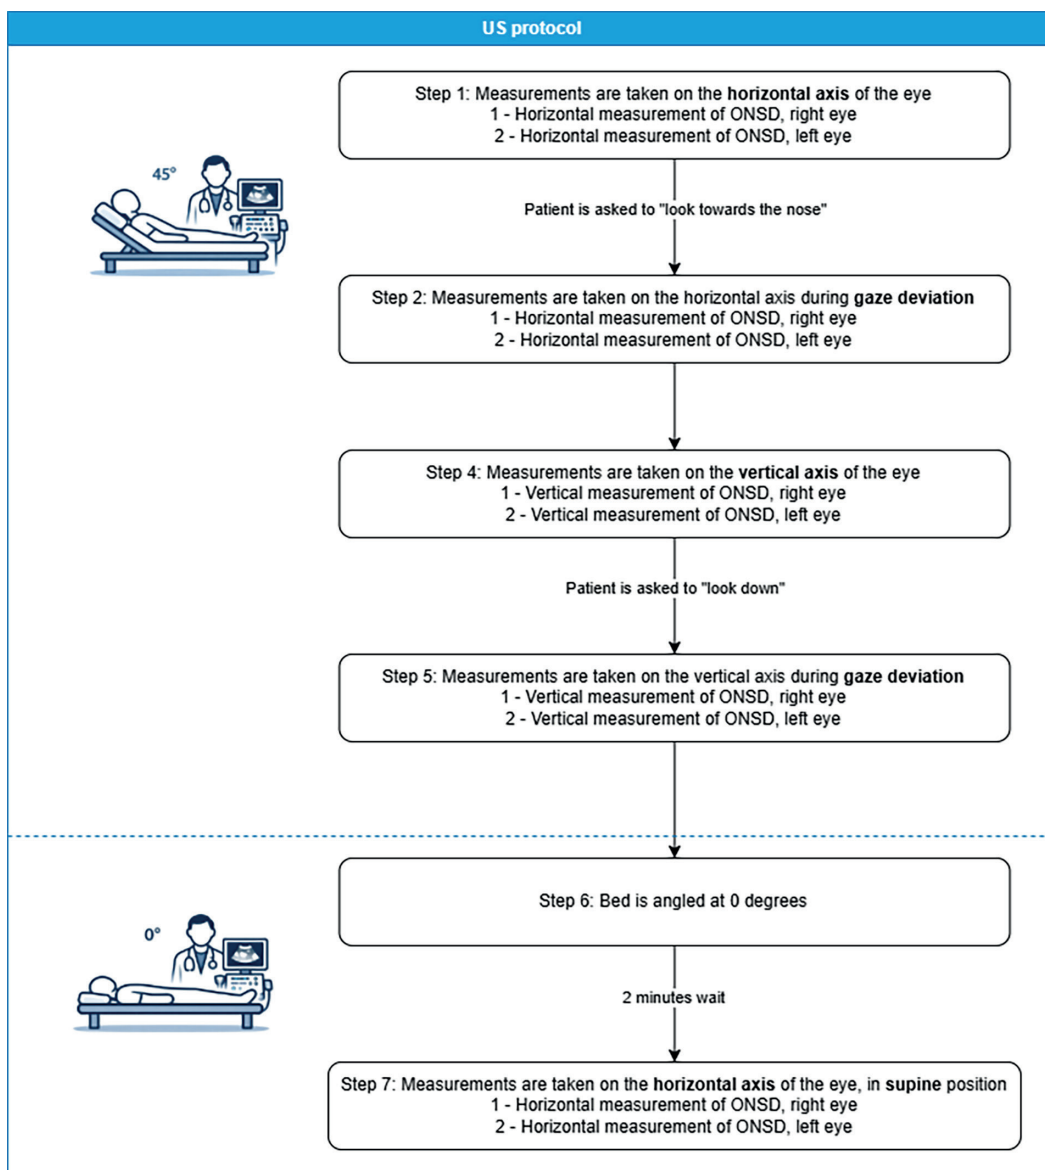 US protocol
Step 1: Measurements are taken on the horizontal axis of the eye
1 - Horizontal measurement of ONSD, right eye
2 - Horizontal measurement of ONSD, left eye
45°
Patient is asked to "look towards the nose"
Step 2: Measurements are taken on the horizontal axis during gaze deviation
1 - Horizontal measurement of ONSD, right eye
2 - Horizontal measurement of ONSD, left eye
Step 4: Measurements are taken on the vertical axis of the eye
1 - Vertical measurement of ONSD, right eye
2 - Vertical measurement of ONSD, left eye
Patient is asked to "look down"
Step 5: Measurements are taken on the vertical axis during gaze deviation
1 - Vertical measurement of ONSD, right eye
2 - Vertical measurement of ONSD, left eye
Step 6: Bed is angled at 0 degrees
0°
2 minutes wait
Step 7: Measurements are taken on the horizontal axis of the eye, in supine position
1 - Horizontal measurement of ONSD, right eye
2 - Horizontal measurement of ONSD, left eye